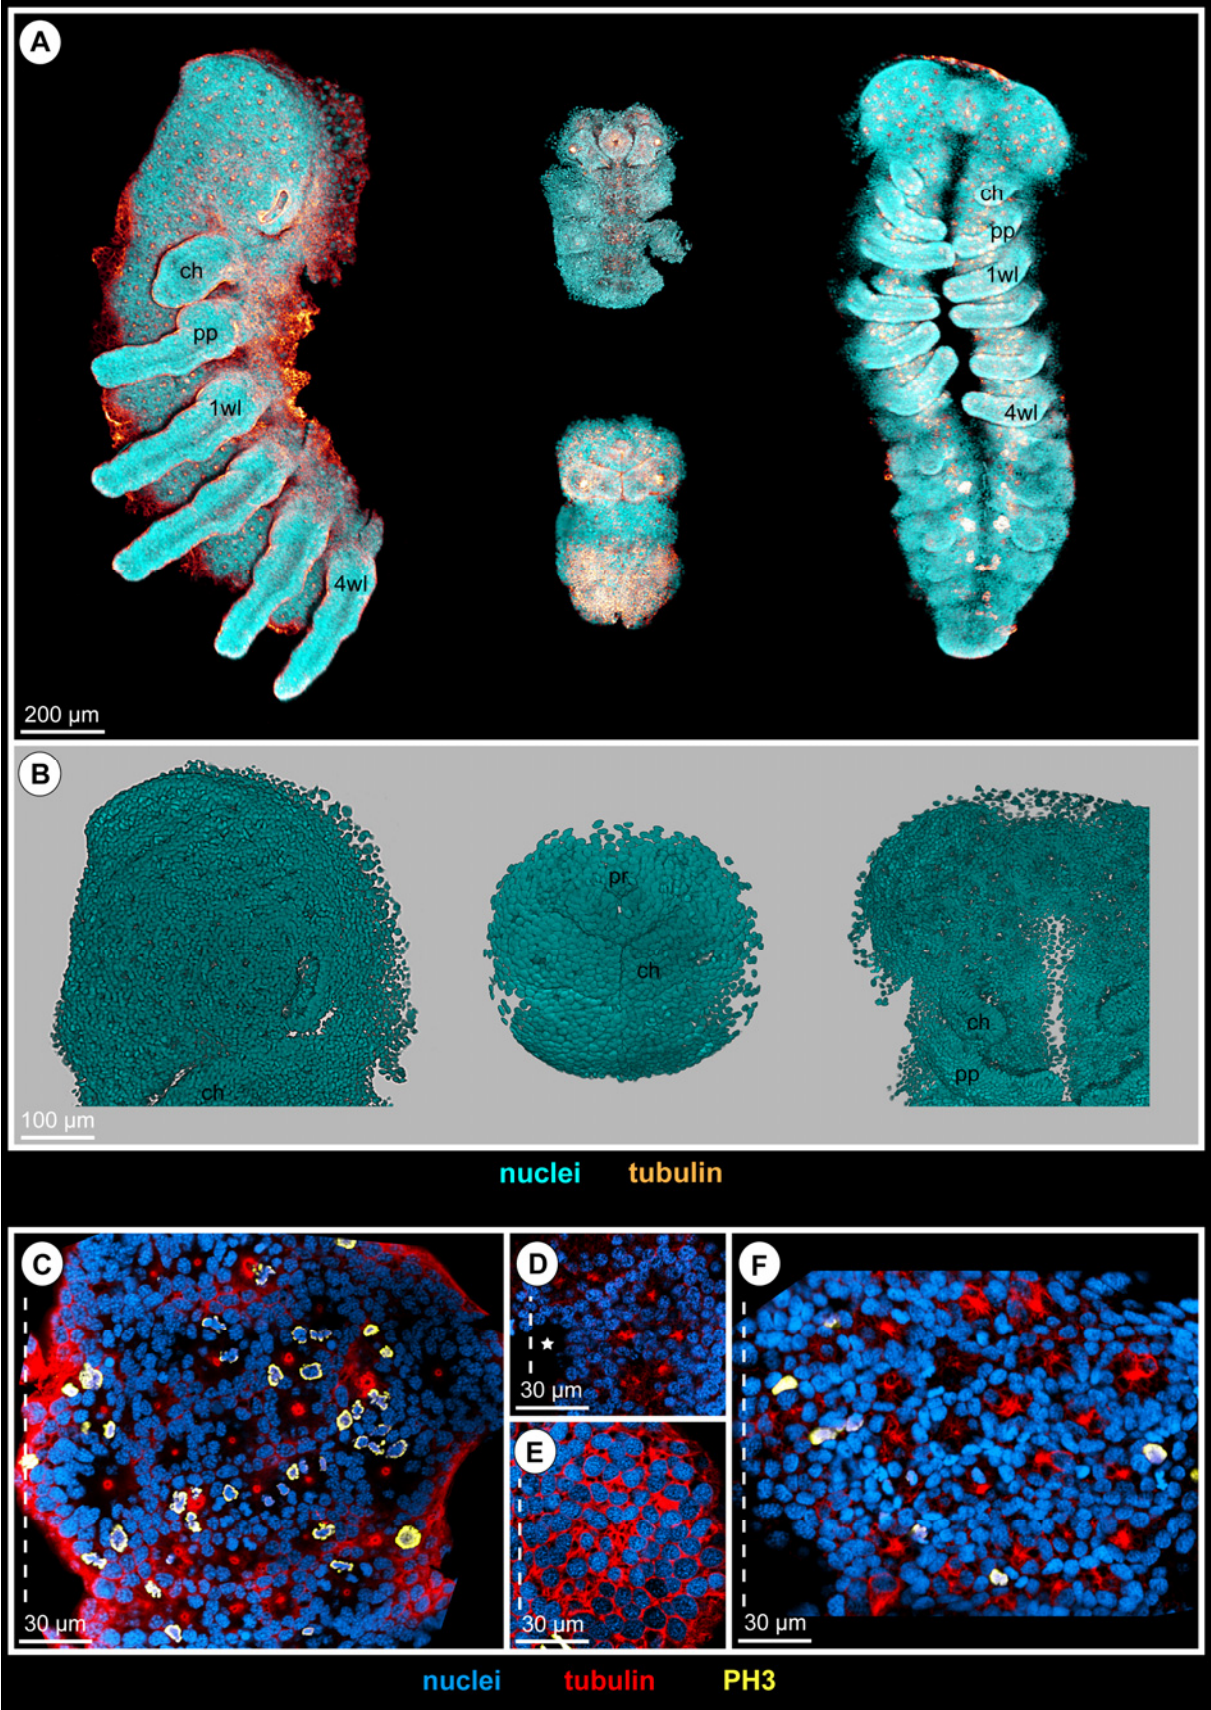 A
ch
pp
1wl
4wl
ch
pp
1wl
4wl
200 µm
B
pr
ch
ch
pp
ch
100 µm
nuclei tubulin
C
30 µm
D
30 µm
E
30 µm
F
30 µm
nuclei tubulin PH3